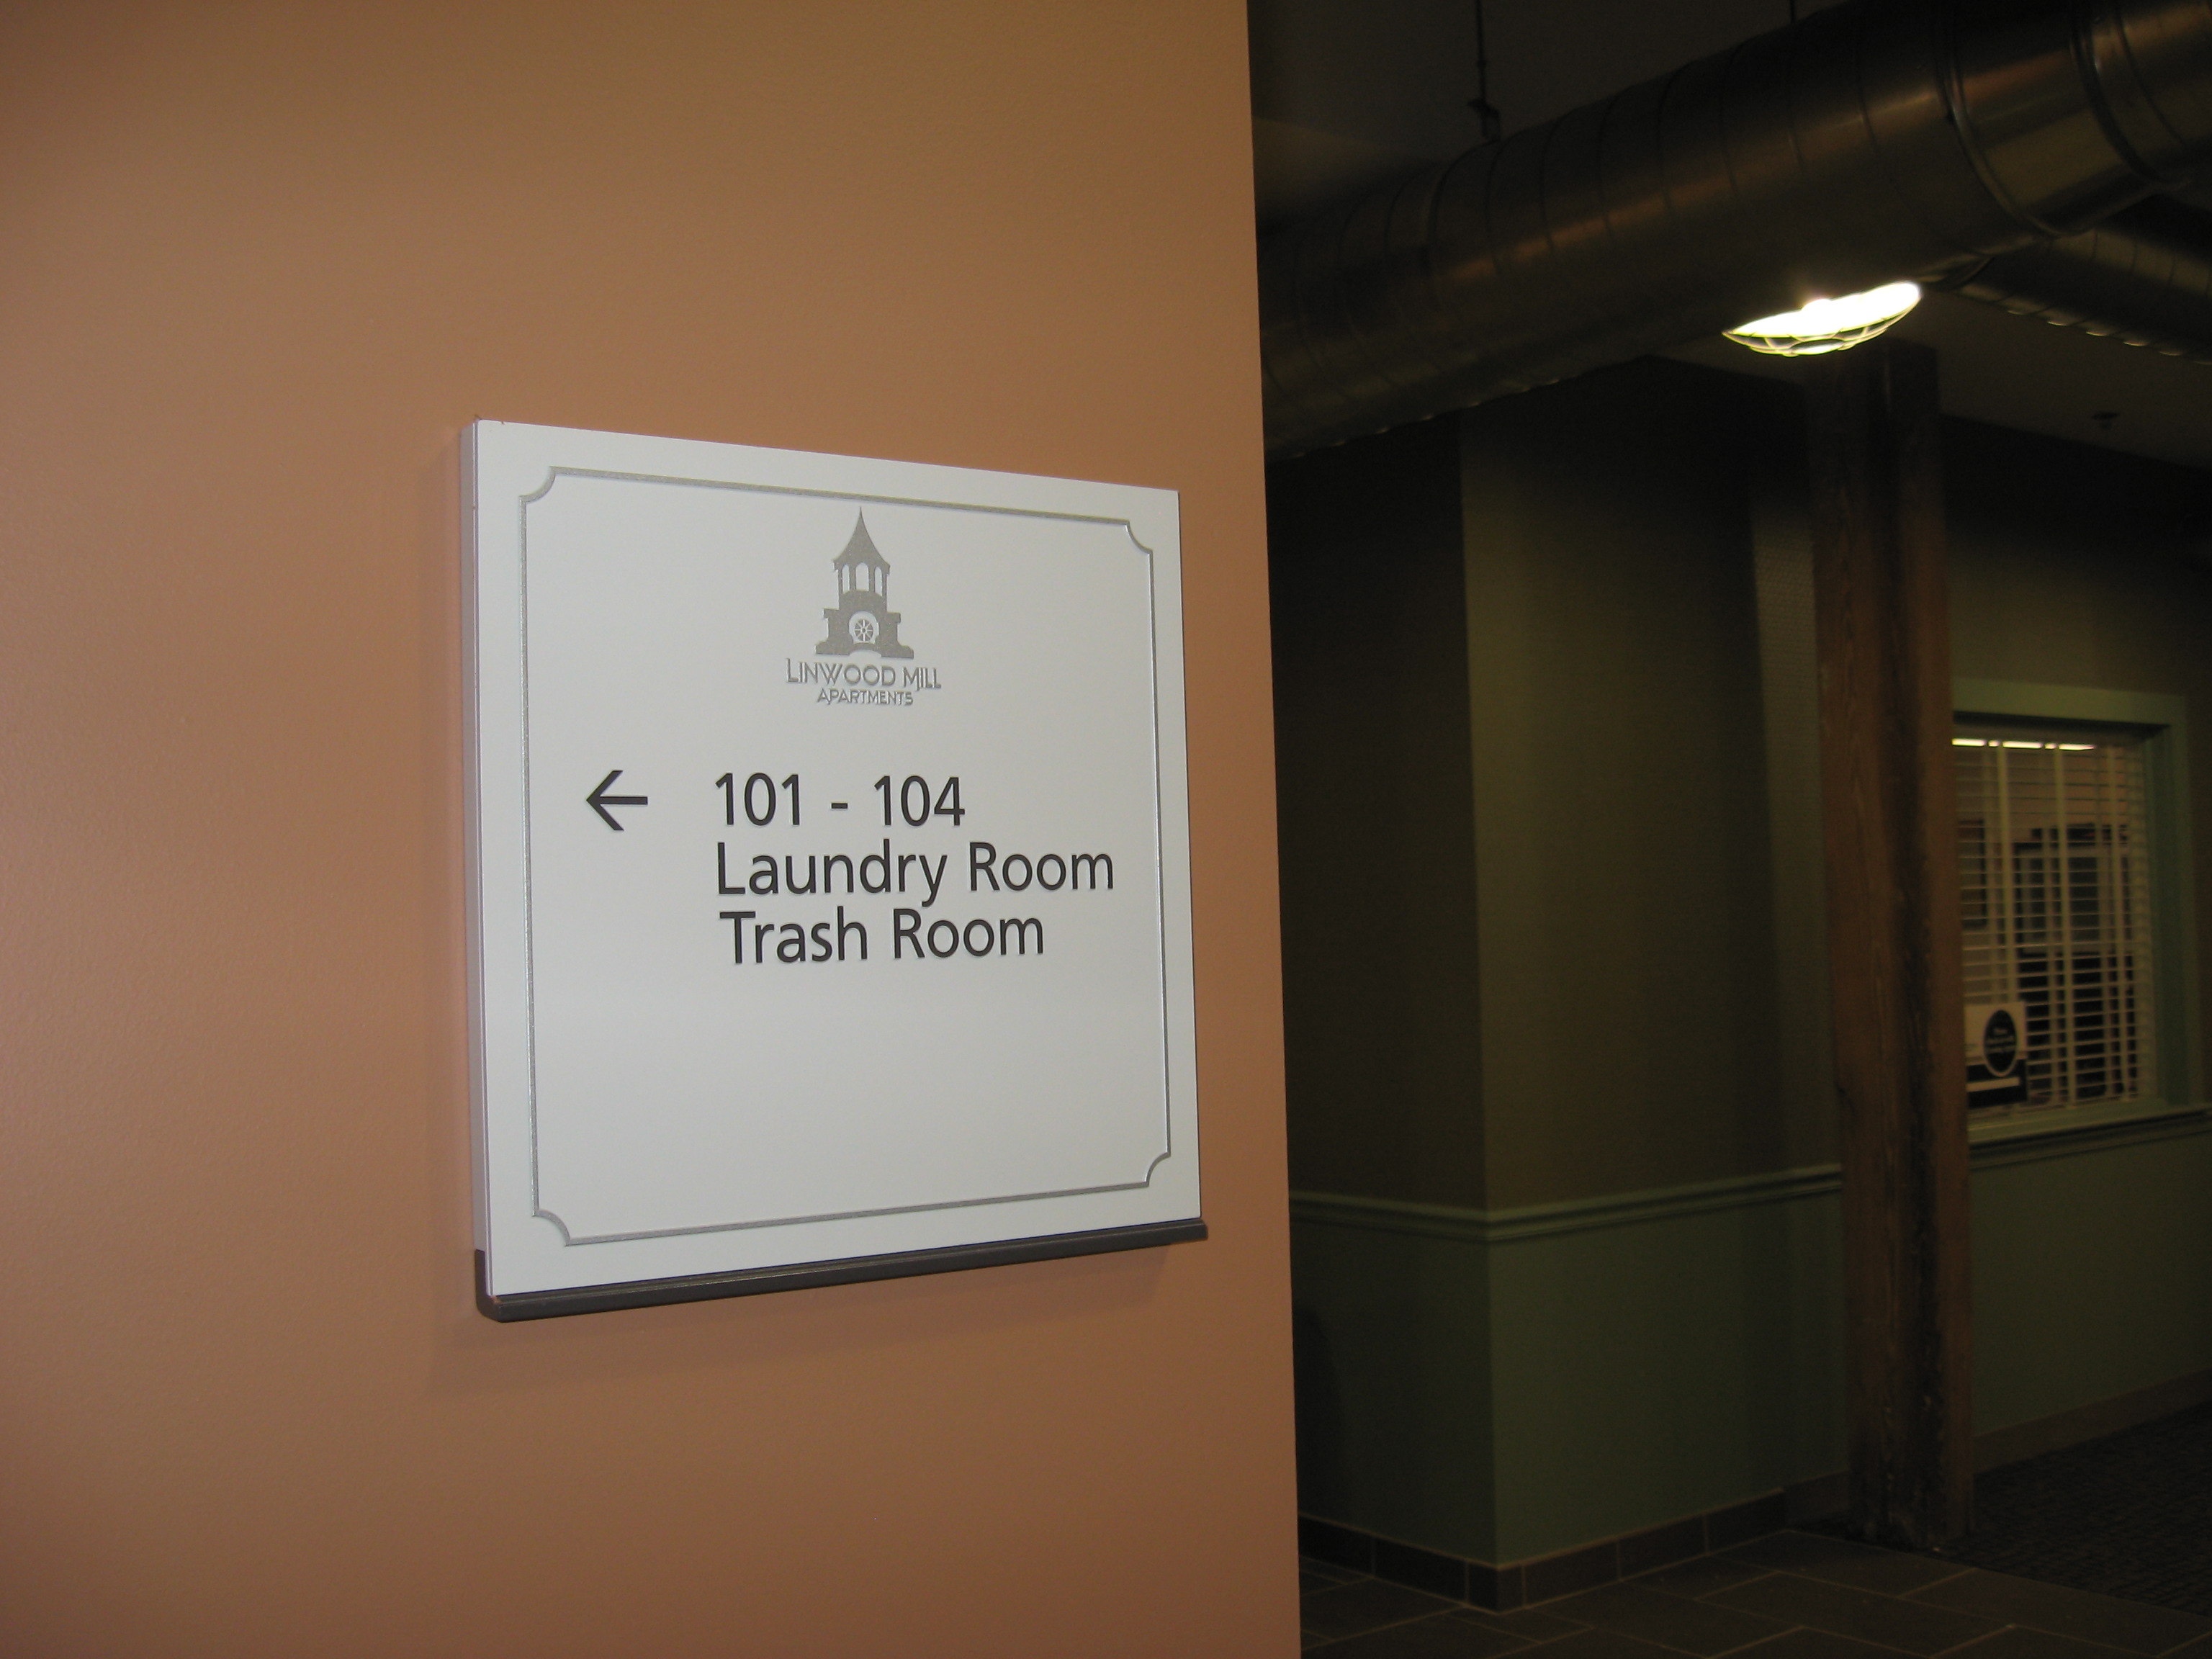 LINWOOD MILL
APARTMENTS
← 101 - 104
Laundry Room
Trash Room